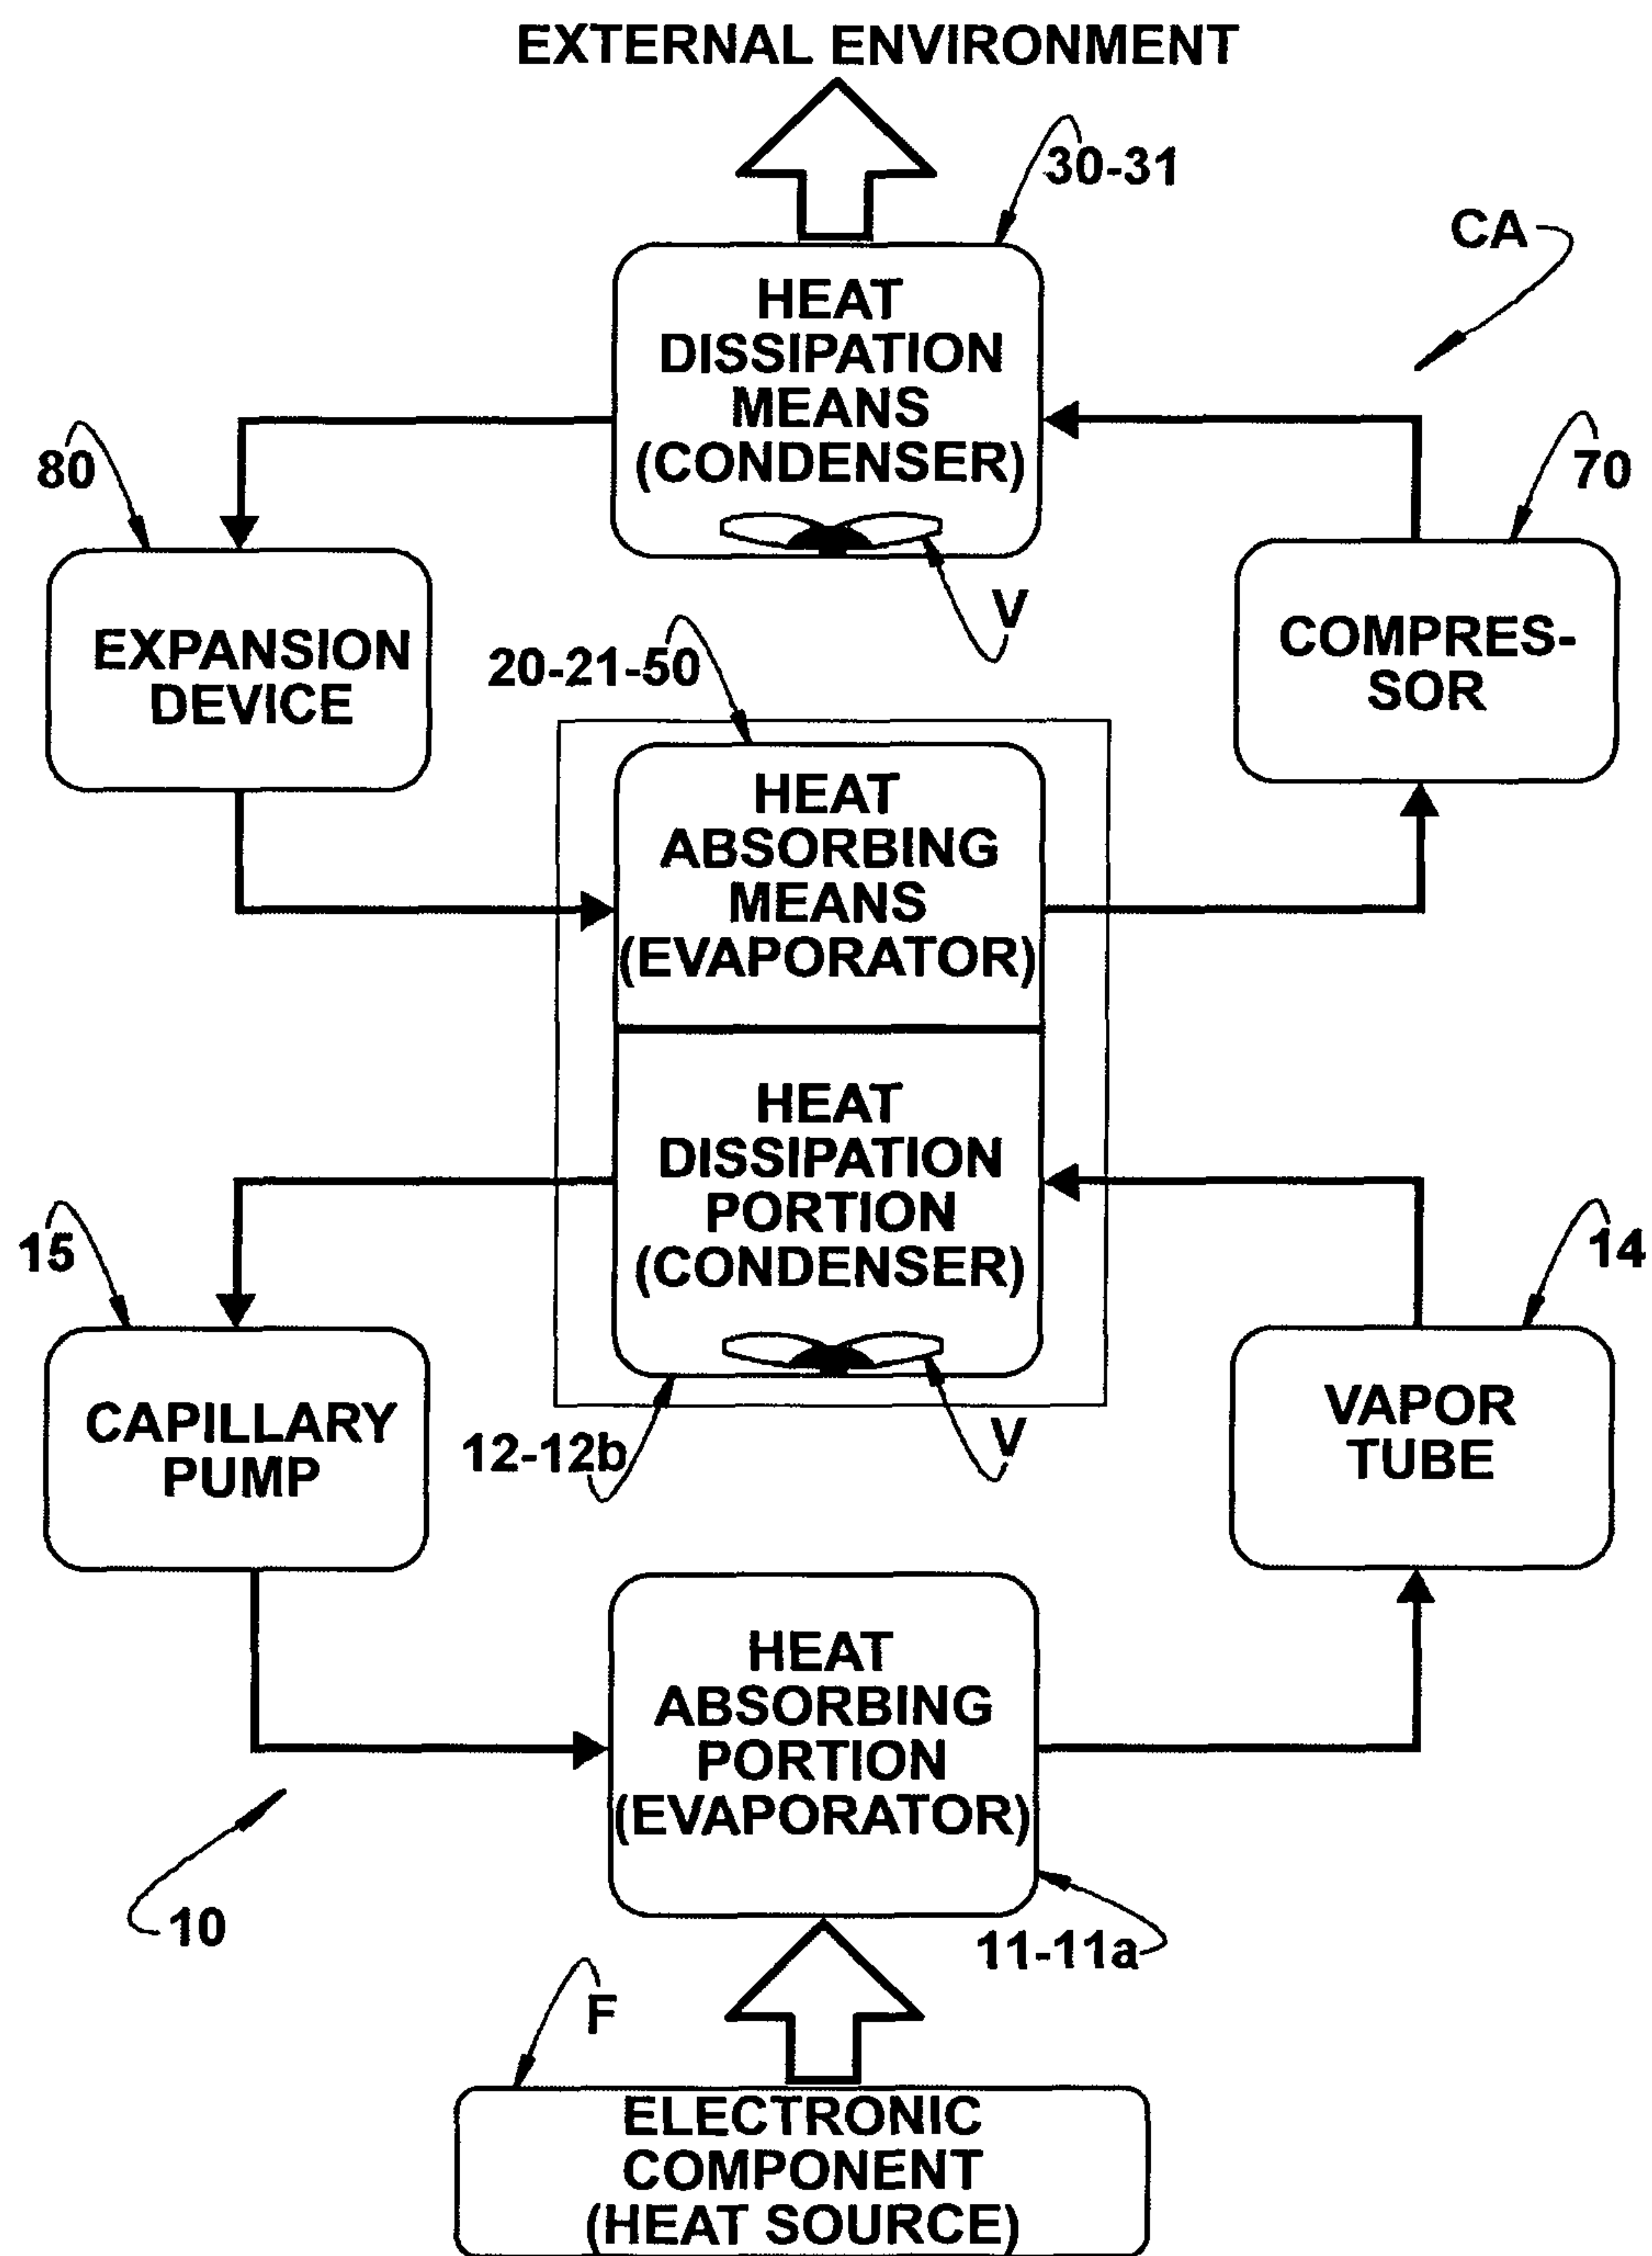 EXTERNAL ENVIRONMENT
30-31
CA
HEAT
DISSIPATION
MEANS
(CONDENSER)
80
70
V
EXPANSION
DEVICE
COMPRES-
SOR
20-21-50
HEAT
ABSORBING
MEANS
(EVAPORATOR)
HEAT
DISSIPATION
PORTION
(CONDENSER)
15
14
CAPILLARY
PUMP
VAPOR
TUBE
12-12b
V
HEAT
ABSORBING
PORTION
(EVAPORATOR)
10
11-11a
F
ELECTRONIC
COMPONENT
(HEAT SOURCE)